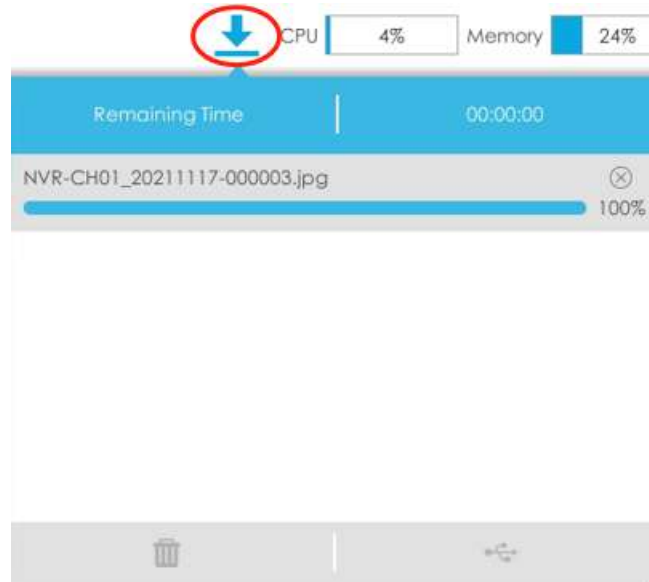 CPU 4% Memory 24%
Remaining Time 00:00:00
NVR-CH01_20211117-000003.jpg
100%